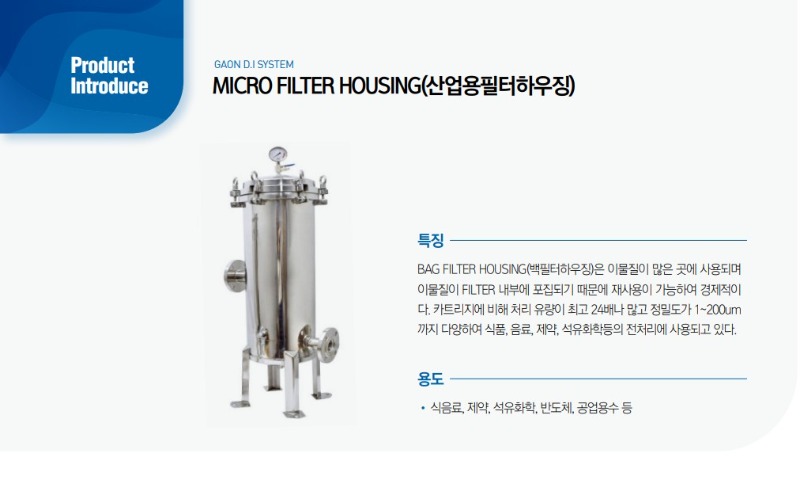 Product
Introduce
GAON D.I SYSTEM
MICRO FILTER HOUSING(산업용필터하우징)
특징
BAG FILTER HOUSING(백필터하우징)은 이물질이 많은 곳에 사용되며
이물질이 FILTER 내부에 포집되기 때문에 재사용이 가능하여 경제적이
다. 카트리지에 비해 처리 유량이 최고 24배나 많고 정밀도가 1~200um
까지 다양하여 식품, 음료, 제약, 석유화학등의 전처리에 사용되고 있다.
용도
• 식음료, 제약, 석유화학, 반도체, 공업용수 등